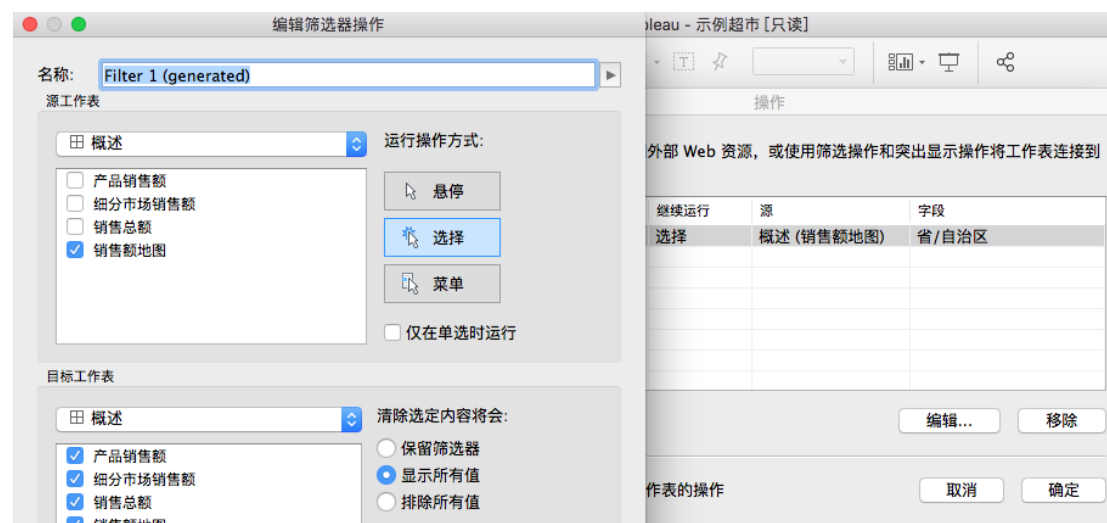 编辑筛选器操作
bleau - 示例超市 [只读]
名称: Filter 1 (generated)
源工作表
操作
概述
运行操作方式:
外部 Web 资源，或使用筛选操作和突出显示操作将工作表连接到
产品销售额
细分市场销售额
销售总额
销售额地图
悬停
选择
菜单
仅在单选时运行
继续运行 源 字段
选择 概述 (销售额地图) 省/自治区
目标工作表
概述
清除选定内容将会:
产品销售额
细分市场销售额
销售总额
销售额地图
保留筛选器
显示所有值
排除所有值
编辑... 移除
作表的操作
取消 确定